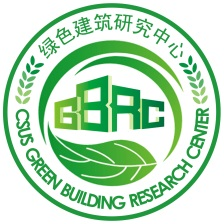 绿色建筑研究中心
GBRC
CSUS GREEN BUILDING RESEARCH CENTER